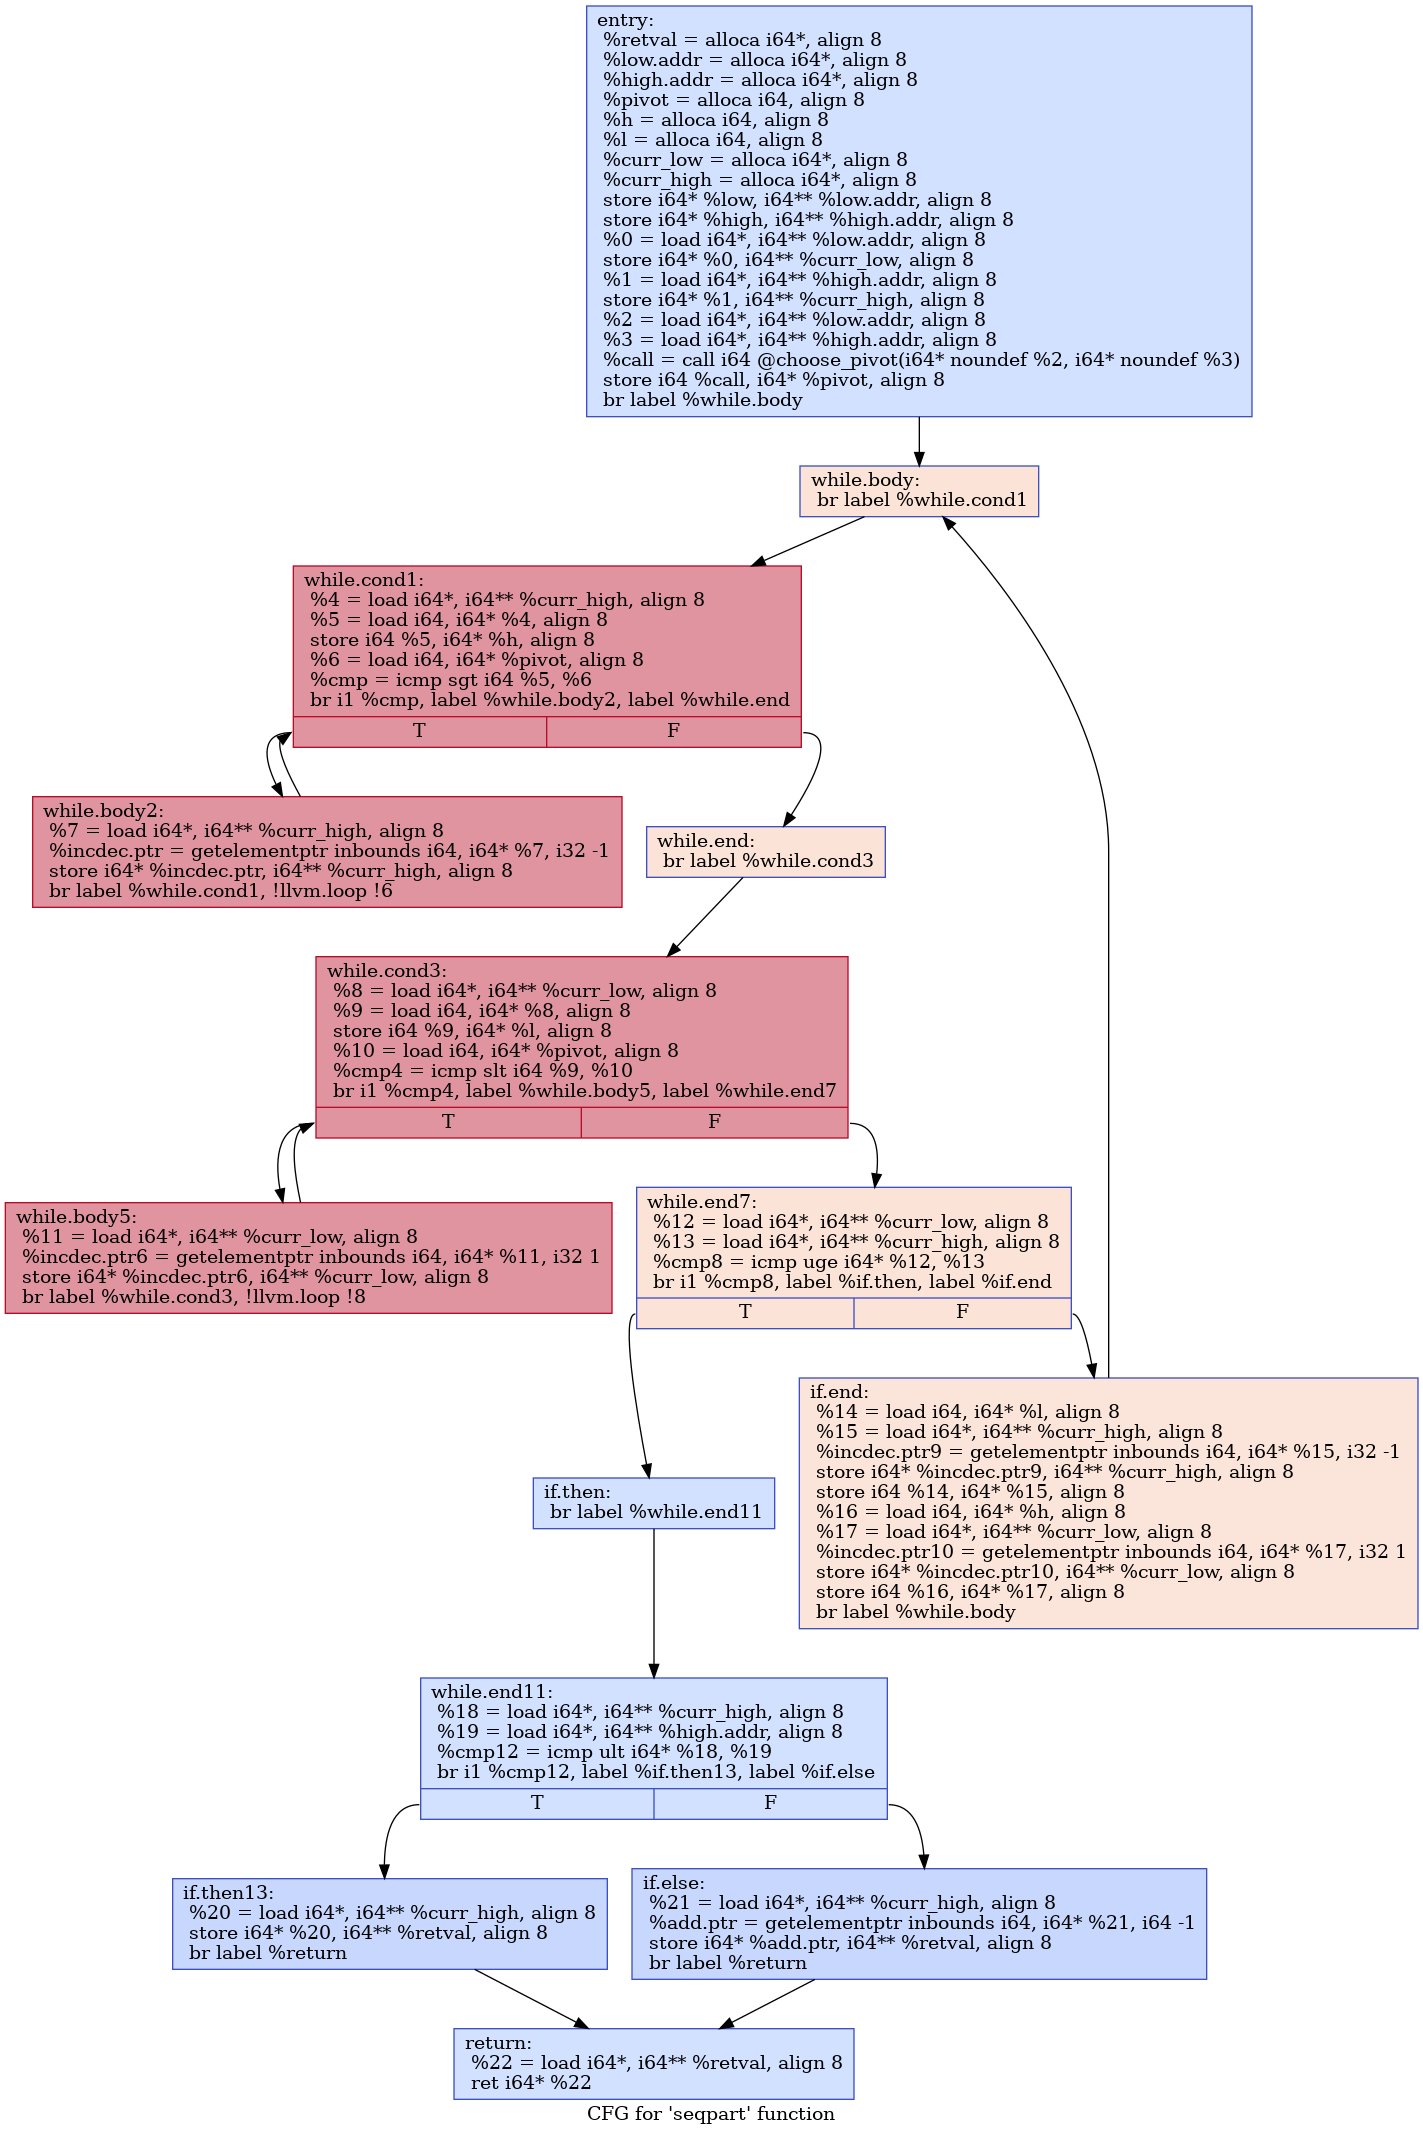 entry:
%retval = alloca i64*, align 8
%low.addr = alloca i64*, align 8
%high.addr = alloca i64*, align 8
%pivot = alloca i64, align 8
%h = alloca i64, align 8
%l = alloca i64, align 8
%curr_low = alloca i64*, align 8
%curr_high = alloca i64*, align 8
store i64* %low, i64** %low.addr, align 8
store i64* %high, i64** %high.addr, align 8
%0 = load i64*, i64** %low.addr, align 8
store i64* %0, i64** %curr_low, align 8
%1 = load i64*, i64** %high.addr, align 8
store i64* %1, i64** %curr_high, align 8
%2 = load i64*, i64** %low.addr, align 8
%3 = load i64*, i64** %high.addr, align 8
%call = call i64 @choose_pivot(i64* noundef %2, i64* noundef %3)
store i64 %call, i64* %pivot, align 8
br label %while.body
while.body:
br label %while.cond1
while.cond1:
%4 = load i64*, i64** %curr_high, align 8
%5 = load i64, i64* %4, align 8
store i64 %5, i64* %h, align 8
%6 = load i64, i64* %pivot, align 8
%cmp = icmp sgt i64 %5, %6
br i1 %cmp, label %while.body2, label %while.end
T F
while.body2:
%7 = load i64*, i64** %curr_high, align 8
%incdec.ptr = getelementptr inbounds i64, i64* %7, i32 -1
store i64* %incdec.ptr, i64** %curr_high, align 8
br label %while.cond1, !llvm.loop !6
while.end:
br label %while.cond3
while.cond3:
%8 = load i64*, i64** %curr_low, align 8
%9 = load i64, i64* %8, align 8
store i64 %9, i64* %l, align 8
%10 = load i64, i64* %pivot, align 8
%cmp4 = icmp slt i64 %9, %10
br i1 %cmp4, label %while.body5, label %while.end7
T F
while.body5:
%11 = load i64*, i64** %curr_low, align 8
%incdec.ptr6 = getelementptr inbounds i64, i64* %11, i32 1
store i64* %incdec.ptr6, i64** %curr_low, align 8
br label %while.cond3, !llvm.loop !8
while.end7:
%12 = load i64*, i64** %curr_low, align 8
%13 = load i64*, i64** %curr_high, align 8
%cmp8 = icmp uge i64* %12, %13
br i1 %cmp8, label %if.then, label %if.end
T F
if.end:
%14 = load i64, i64* %l, align 8
%15 = load i64*, i64** %curr_high, align 8
%incdec.ptr9 = getelementptr inbounds i64, i64* %15, i32 -1
store i64* %incdec.ptr9, i64** %curr_high, align 8
store i64 %14, i64* %15, align 8
%16 = load i64, i64* %h, align 8
%17 = load i64*, i64** %curr_low, align 8
%incdec.ptr10 = getelementptr inbounds i64, i64* %17, i32 1
store i64* %incdec.ptr10, i64** %curr_low, align 8
store i64 %16, i64* %17, align 8
br label %while.body
if.then:
br label %while.end11
while.end11:
%18 = load i64*, i64** %curr_high, align 8
%19 = load i64*, i64** %high.addr, align 8
%cmp12 = icmp ult i64* %18, %19
br i1 %cmp12, label %if.then13, label %if.else
T F
if.then13:
%20 = load i64*, i64** %curr_high, align 8
store i64* %20, i64** %retval, align 8
br label %return
if.else:
%21 = load i64*, i64** %curr_high, align 8
%add.ptr = getelementptr inbounds i64, i64* %21, i64 -1
store i64* %add.ptr, i64** %retval, align 8
br label %return
return:
%22 = load i64*, i64** %retval, align 8
ret i64* %22
CFG for 'seqpart' function